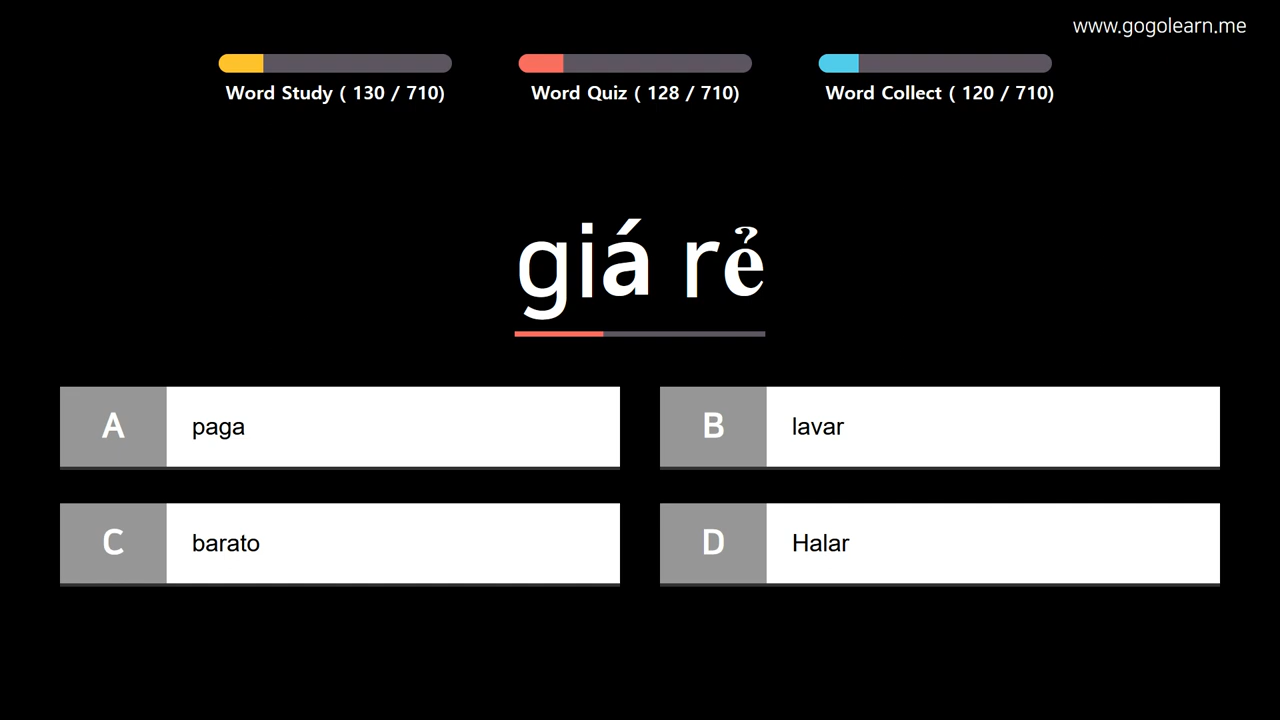 www.gogolearn.me
Word Study ( 130 / 710)
Word Quiz ( 128 / 710)
Word Collect ( 120 / 710)
giá rẻ
A paga
B lavar
C barato
D Halar